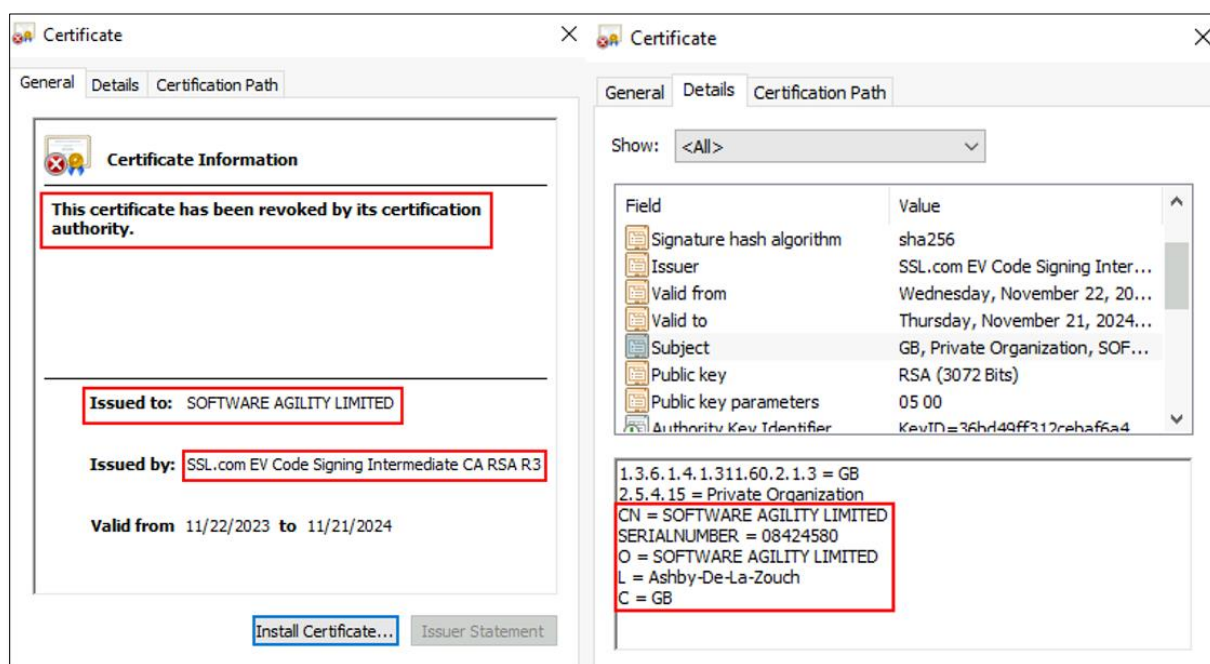 Certificate
General Details Certification Path
Certificate Information
This certificate has been revoked by its certification
authority.
Issued to: SOFTWARE AGILITY LIMITED
Issued by: SSL.com EV Code Signing Intermediate CA RSA R3
Valid from 11/22/2023 to 11/21/2024
Install Certificate... Issuer Statement
Certificate
General Details Certification Path
Show: <All>
Field Value
Signature hash algorithm sha256
Issuer SSL.com EV Code Signing Inter...
Valid from Wednesday, November 22, 20...
Valid to Thursday, November 21, 2024...
Subject GB, Private Organization, SOF...
Public key RSA (3072 Bits)
Public key parameters 05 00
Authority Key Identifier KeyID=36bd49ff312cebaf6a4
1.3.6.1.4.1.311.60.2.1.3 = GB
2.5.4.15 = Private Organization
CN = SOFTWARE AGILITY LIMITED
SERIALNUMBER = 08424580
O = SOFTWARE AGILITY LIMITED
L = Ashby-De-La-Zouch
C = GB